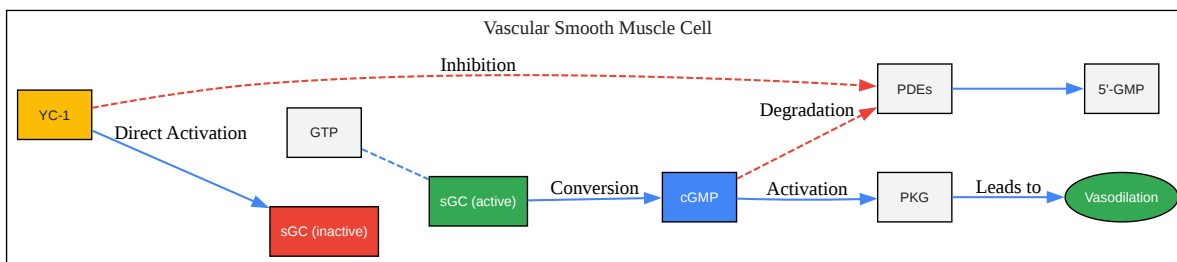 Vascular Smooth Muscle Cell
Inhibition
PDEs
5'-GMP
YC-1
Degradation
Direct Activation
GTP
Conversion
Activation
Leads to
sGC (active)
cGMP
PKG
Vasodilation
sGC (inactive)